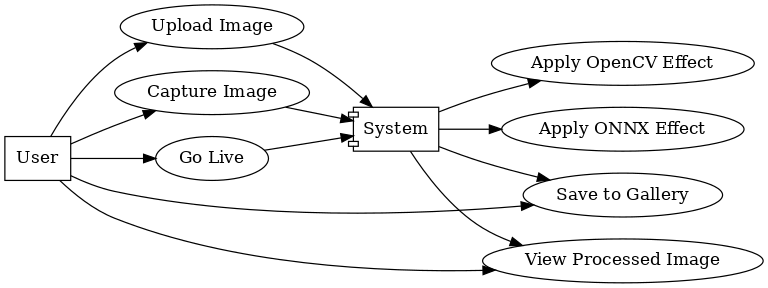 Upload Image
Apply OpenCV Effect
Capture Image
System
Apply ONNX Effect
User
Go Live
Save to Gallery
View Processed Image